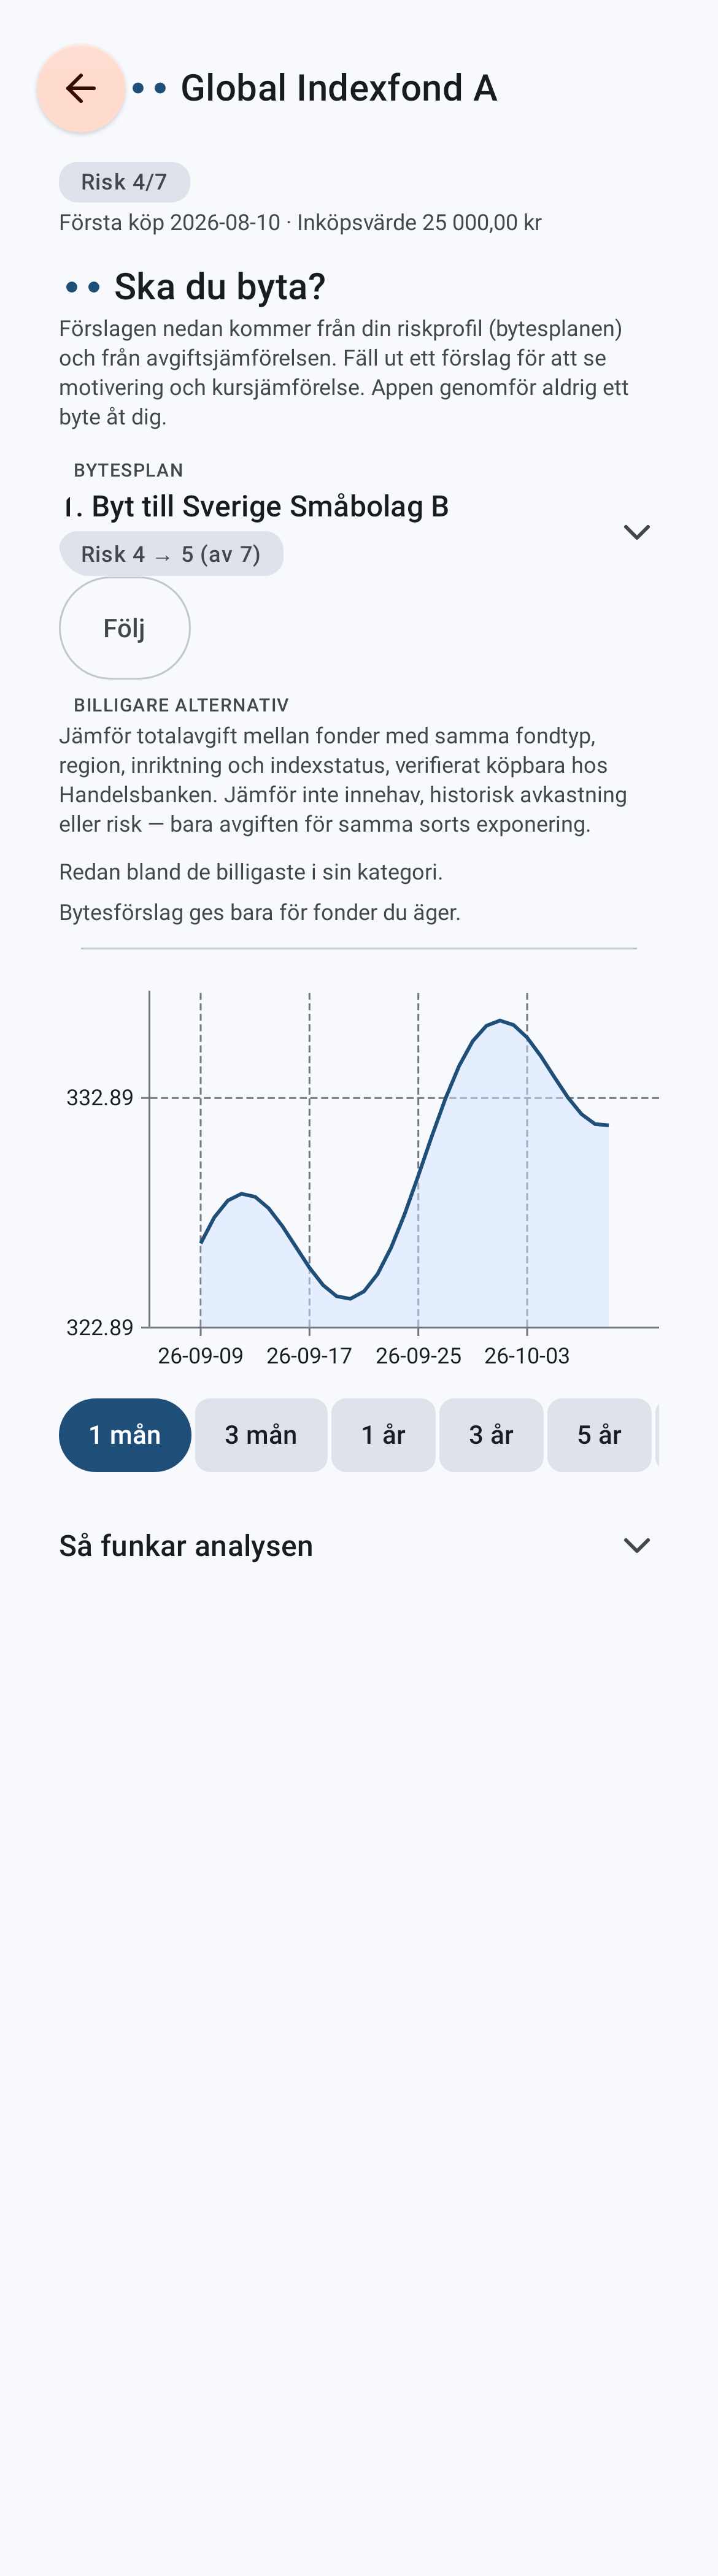 Global Indexfond A
Risk 4/7
Första köp 2026-08-10 · Inköpsvärde 25 000,00 kr
Ska du byta?
Förslagen nedan kommer från din riskprofil (bytesplanen)
och från avgiftsjämförelsen. Fäll ut ett förslag för att se
motivering och kursjämförelse. Appen genomför aldrig ett
byte åt dig.
BYTESPLAN
1. Byt till Sverige Småbolag B
Risk 4 → 5 (av 7)
Följ
BILLIGARE ALTERNATIV
Jämför totalavgift mellan fonder med samma fondtyp,
region, inriktning och indexstatus, verifierat köpbara hos
Handelsbanken. Jämför inte innehav, historisk avkastning
eller risk — bara avgiften för samma sorts exponering.
Redan bland de billigaste i sin kategori.
Bytesförslag ges bara för fonder du äger.
332.89
322.89
26-09-09 26-09-17 26-09-25 26-10-03
1 mån 3 mån 1 år 3 år 5 år
Så funkar analysen